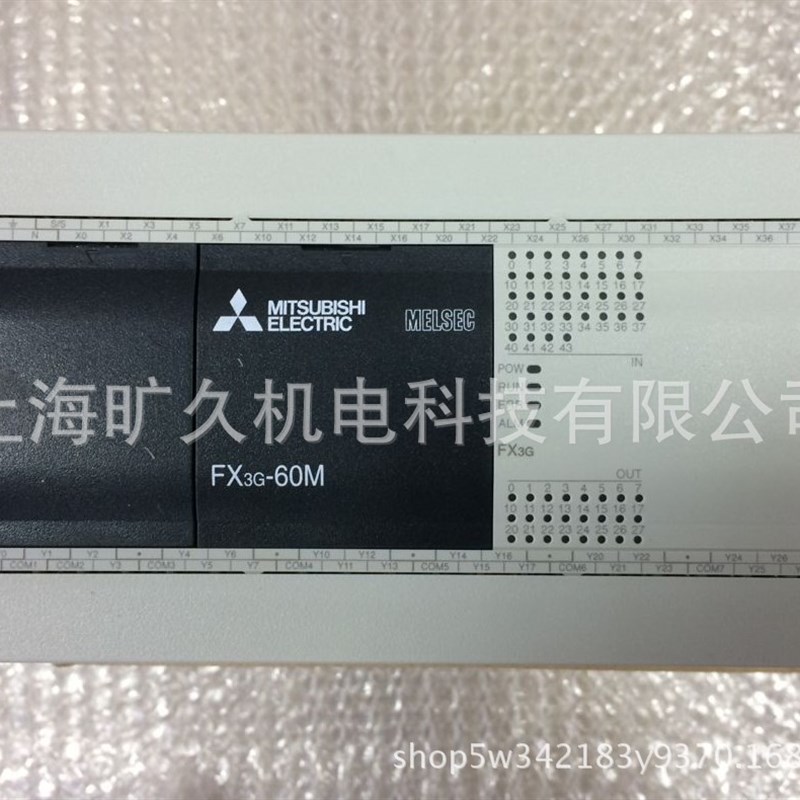 S/S X1 X3 X5 X7 X11 X13 X15 X17 X21 X23 X25 X27 X31 X33 X35 X37
N X0 X2 X4 X6 X10 X12 X14 X16 X20 X22 X24 X26 X30 X32 X34 X36
0 1 2 3 4 5 6 7
10 11 12 13 14 15 16 17
20 21 22 23 24 25 26 27
30 31 32 33 34 35 36 37
40 41 42 43
IN
MITSUBISHI
ELECTRIC
MELSEC
POW
RUN
ERR
ALM
上海旷久机电科技有限公司
FX3G
FX3G-60M
OUT
0 1 2 3 4 5 6 7
10 11 12 13 14 15 16 17
20 21 22 23 24 25 26 27
Y1 Y2 • Y4 Y6 • Y10 Y12 • Y14 Y16 • Y20 Y22 • Y24 Y26
COM1 COM2 Y3 COM3 Y5 Y7 COM4 Y11 Y13 COM5 Y15 Y17 COM6 Y21 Y23 COM7 Y25
shop5w342183y9370.168